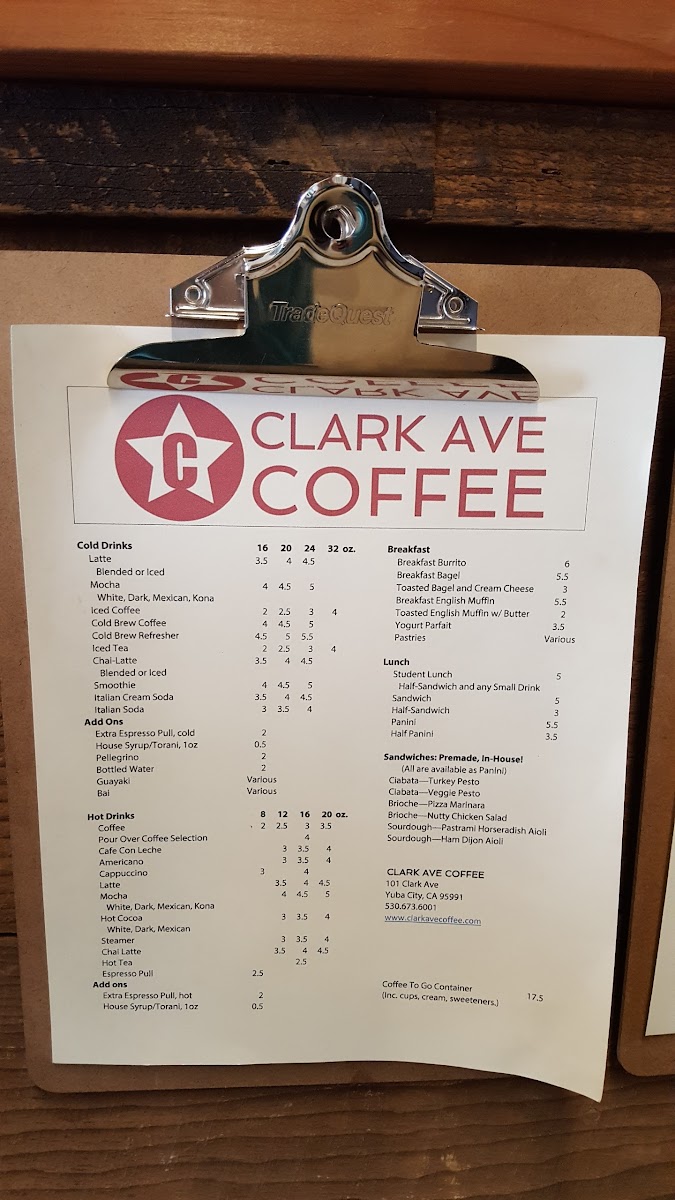 TradeQuest
CLARK AVE
COFFEE
C
CLARK AVE
COFFEE
Cold Drinks 16 20 24 32 oz.
Latte 3.5 4 4.5
Blended or Iced
Mocha 4 4.5 5
White, Dark, Mexican, Kona
Iced Coffee 2 2.5 3 4
Cold Brew Coffee 4 4.5 5
Cold Brew Refresher 4.5 5 5.5
Iced Tea 2 2.5 3 4
Chai-Latte 3.5 4 4.5
Blended or Iced
Smoothie 4 4.5 5
Italian Cream Soda 3.5 4 4.5
Italian Soda 3 3.5 4
Add Ons
Extra Espresso Pull, cold 2
House Syrup/Torani, 1oz 0.5
Pellegrino 2
Bottled Water 2
Guayaki Various
Bai Various
Hot Drinks 8 12 16 20 oz.
Coffee 2 2.5 3 3.5
Pour Over Coffee Selection 4
Cafe Con Leche 3 3.5 4
Americano 3 3.5 4
Cappuccino 3 4
Latte 3.5 4 4.5
Mocha 4 4.5 5
White, Dark, Mexican, Kona
Hot Cocoa 3 3.5 4
White, Dark, Mexican
Steamer 3 3.5 4
Chai Latte 3.5 4 4.5
Hot Tea 2.5
Espresso Pull 2.5
Add ons
Extra Espresso Pull, hot 2
House Syrup/Torani, 1oz 0.5
Breakfast
Breakfast Burrito 6
Breakfast Bagel 5.5
Toasted Bagel and Cream Cheese 3
Breakfast English Muffin 5.5
Toasted English Muffin w/ Butter 2
Yogurt Parfait 3.5
Pastries Various
Lunch
Student Lunch 5
Half-Sandwich and any Small Drink
Sandwich 5
Half-Sandwich 3
Panini 5.5
Half Panini 3.5
Sandwiches: Premade, In-House!
(All are available as Panini)
Ciabata—Turkey Pesto
Ciabata—Veggie Pesto
Brioche—Pizza Marinara
Brioche—Nutty Chicken Salad
Sourdough—Pastrami Horseradish Aioli
Sourdough—Ham Dijon Aioli
CLARK AVE COFFEE
101 Clark Ave
Yuba City, CA 95991
530.673.6001
www.clarkavecoffee.com
Coffee To Go Container
(Inc. cups, cream, sweeteners,) 17.5